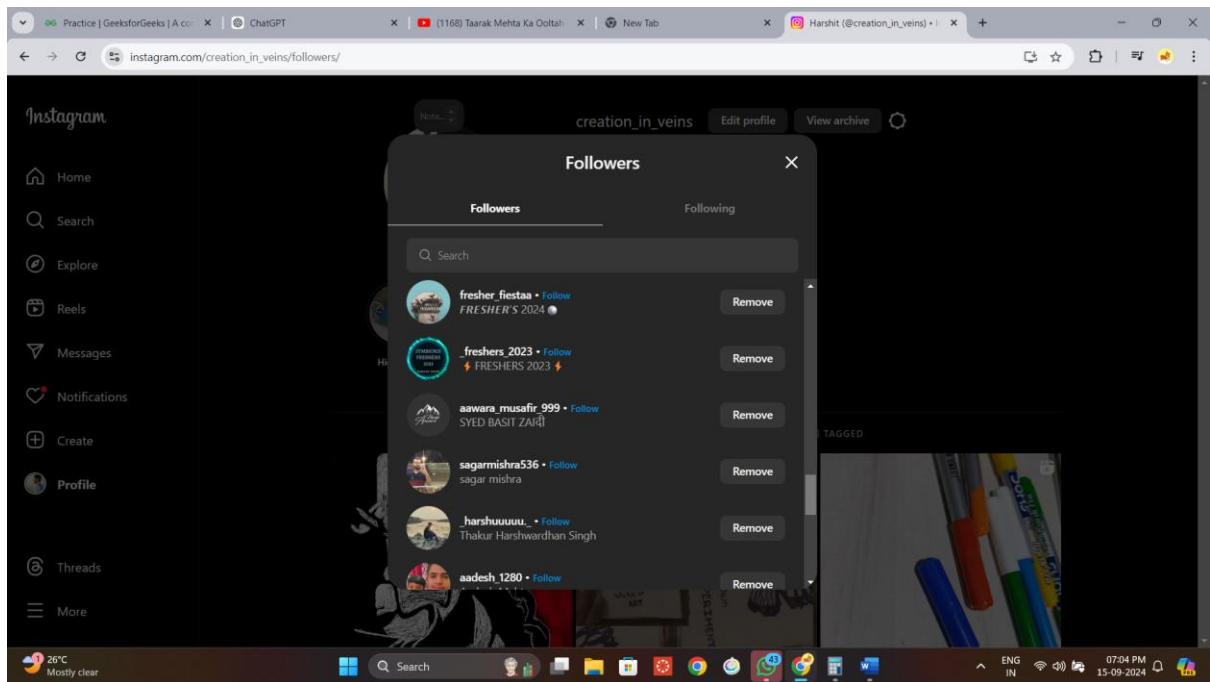 Practice | GeeksforGeeks | A co
ChatGPT
(1168) Taarak Mehta Ka Ooltah
New Tab
Harshit (@creation_in_veins) • I
instagram.com/creation_in_veins/followers/
Instagram
Note...
creation_in_veins
Edit profile
View archive
Home
Search
Explore
Reels
Messages
Notifications
Create
Profile
Threads
More
Followers
Followers
Following
Search
fresher_fiestaa • Follow
FRESHER'S 2024
Remove
_freshers_2023 • Follow
⚡ FRESHERS 2023 ⚡
Remove
aawara_musafir_999 • Follow
SYED BASIT ZAIदी
Remove
sagarmishra536 • Follow
sagar mishra
Remove
_harshuuuuu._ • Follow
Thakur Harshwardhan Singh
Remove
aadesh_1280 • Follow
Remove
TAGGED
26°C
Mostly clear
Search
43
ENG
IN
07:04 PM
15-09-2024